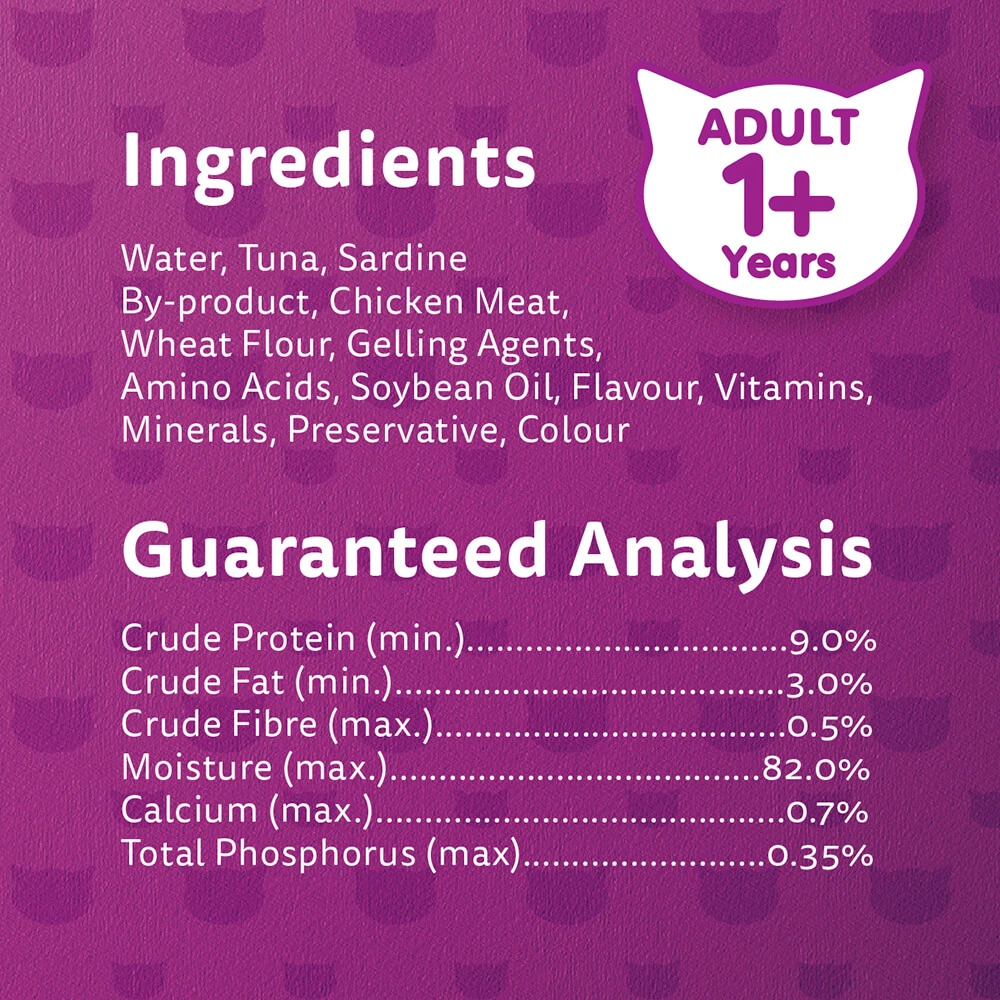 ADULT
1+
Years
Ingredients
Water, Tuna, Sardine
By-product, Chicken Meat,
Wheat Flour, Gelling Agents,
Amino Acids, Soybean Oil, Flavour, Vitamins,
Minerals, Preservative, Colour
Guaranteed Analysis
Crude Protein (min.)................................9.0%
Crude Fat (min.).......................................3.0%
Crude Fibre (max.)...................................0.5%
Moisture (max.).....................................82.0%
Calcium (max.).........................................0.7%
Total Phosphorus (max)........................0.35%